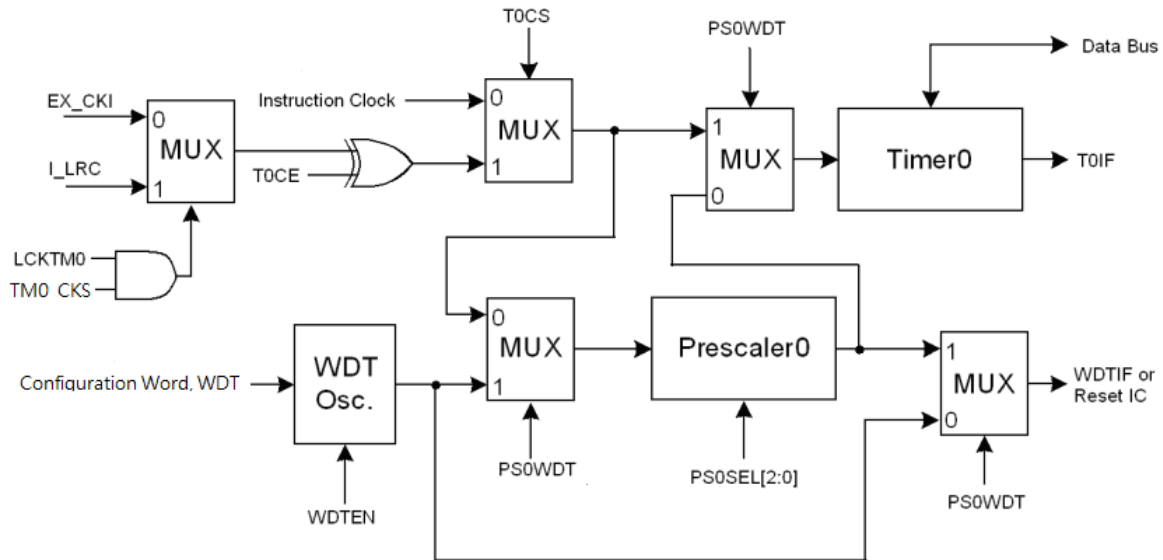 T0CS
PS0WDT
Data Bus
EX_CKI
0
MUX
I_LRC
1
Instruction Clock
0
MUX
1
T0CE
1
MUX
0
Timer0
T0IF
LCKTM0
TM0_CKS
0
MUX
1
Prescaler0
1
MUX
0
WDTIF or
Reset IC
Configuration Word, WDT
WDT
Osc.
PS0WDT
PS0SEL[2:0]
PS0WDT
WDTEN